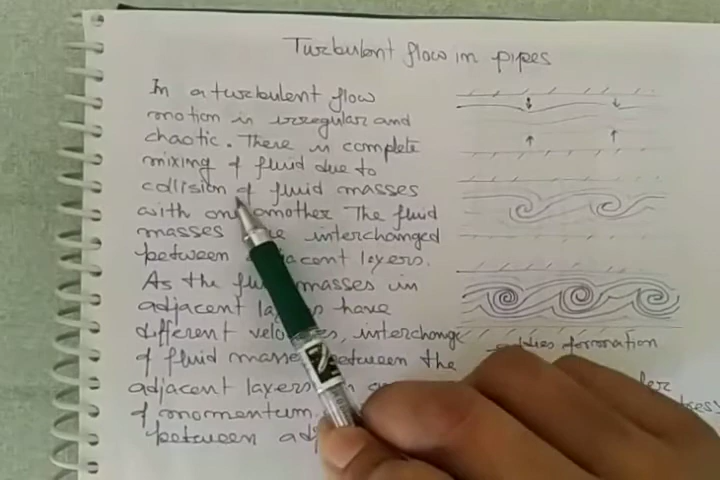 Turbulent flow in pipes
In a turbulent flow
motion is irregular and
chaotic. There is complete
mixing of fluid due to
collision of fluid masses
with one another The fluid
masses are interchanged
between adjacent layers.
As the fluid masses in
adjacent layers have
different velocities, interchange
of fluid masses between the
adjacent layers
of momentum
between
formation